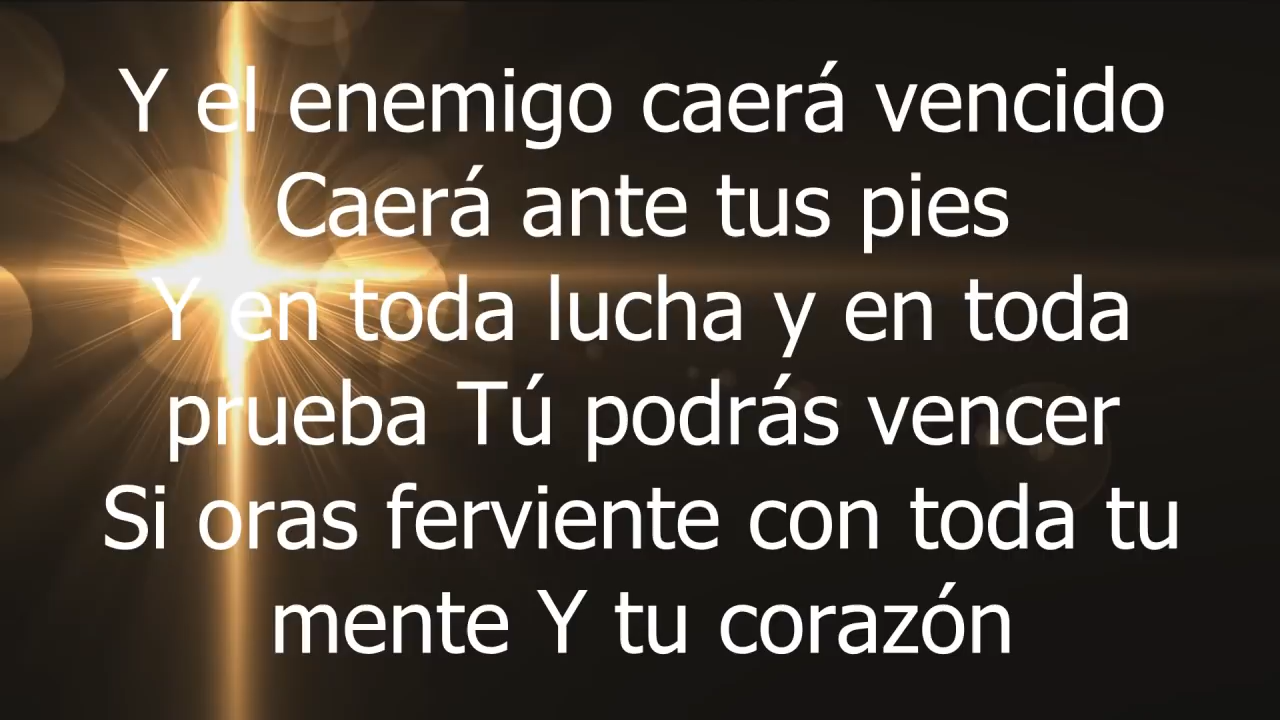 Y el enemigo caerá vencido
Caerá ante tus pies
Y en toda lucha y en toda
prueba Tú podrás vencer
Si oras ferviente con toda tu
mente Y tu corazón